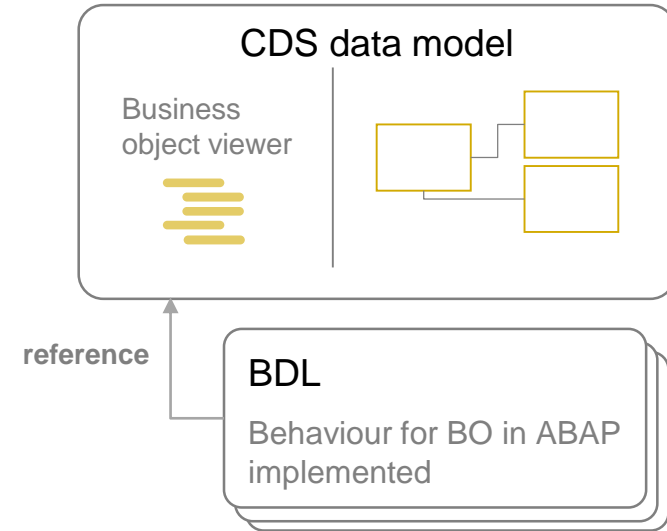 CDS data model
Business
object viewer
reference
BDL
Behaviour for BO in ABAP
implemented